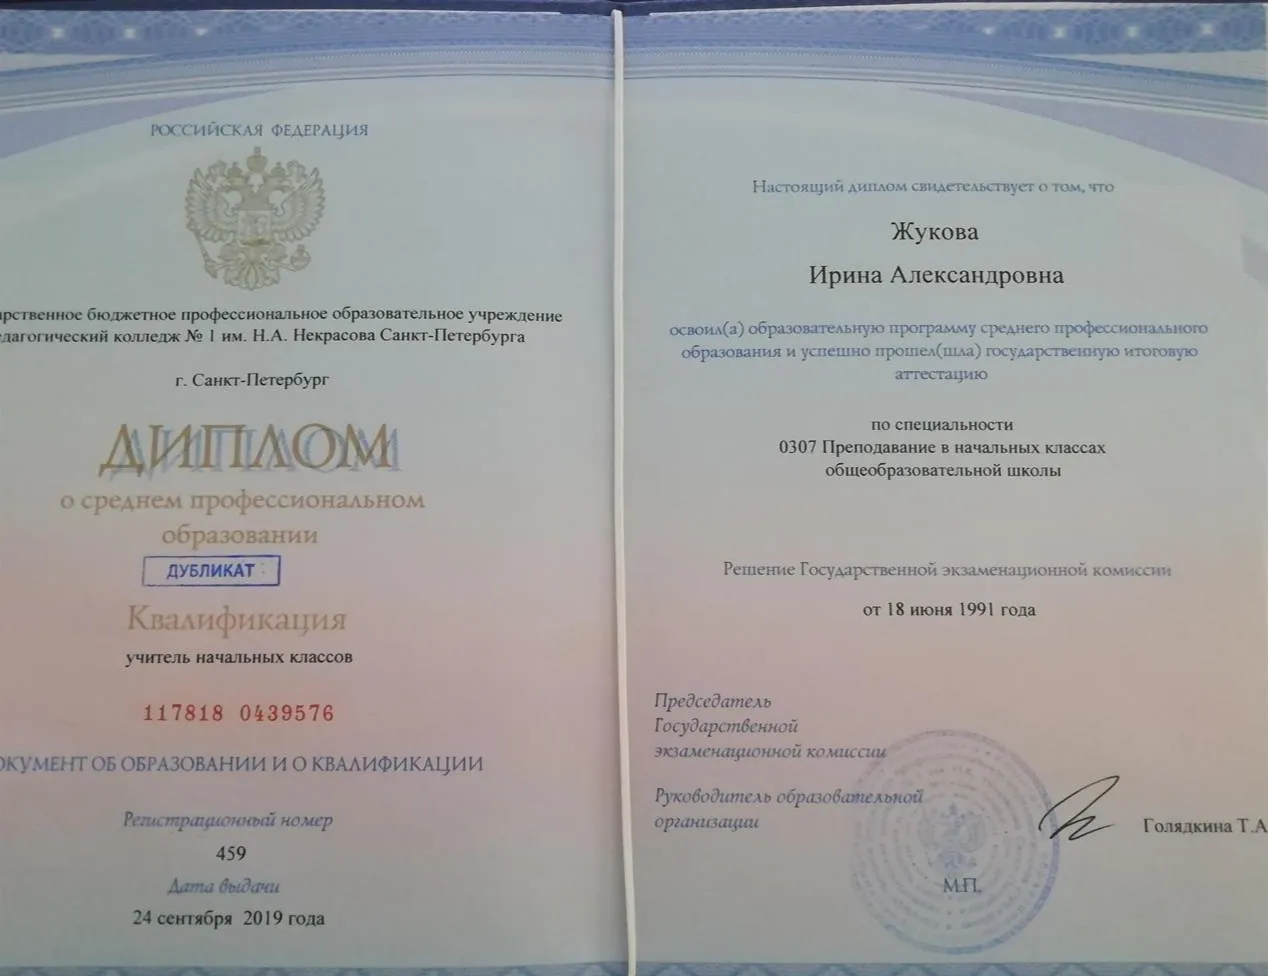 РОССИЙСКАЯ ФЕДЕРАЦИЯ
арственное бюджетное профессиональное образовательное учреждение
едагогический колледж № 1 им. Н.А. Некрасова Санкт-Петербурга
г. Санкт-Петербург
ДИПЛОМ
о среднем профессиональном
образовании
ДУБЛИКАТ
Квалификация
учитель начальных классов
117818 0439576
ОКУМЕНТ ОБ ОБРАЗОВАНИИ И О КВАЛИФИКАЦИИ
Регистрационный номер
459
Дата выдачи
24 сентября 2019 года
Настоящий диплом свидетельствует о том, что
Жукова
Ирина Александровна
освоил(а) образовательную программу среднего профессионального
образования и успешно прошел(шла) государственную итоговую
аттестацию
по специальности
0307 Преподавание в начальных классах
общеобразовательной школы
Решение Государственной экзаменационной комиссии
от 18 июня 1991 года
Председатель
Государственной
экзаменационной комиссии
Руководитель образовательной
организации
Голядкина Т.А
М.П.